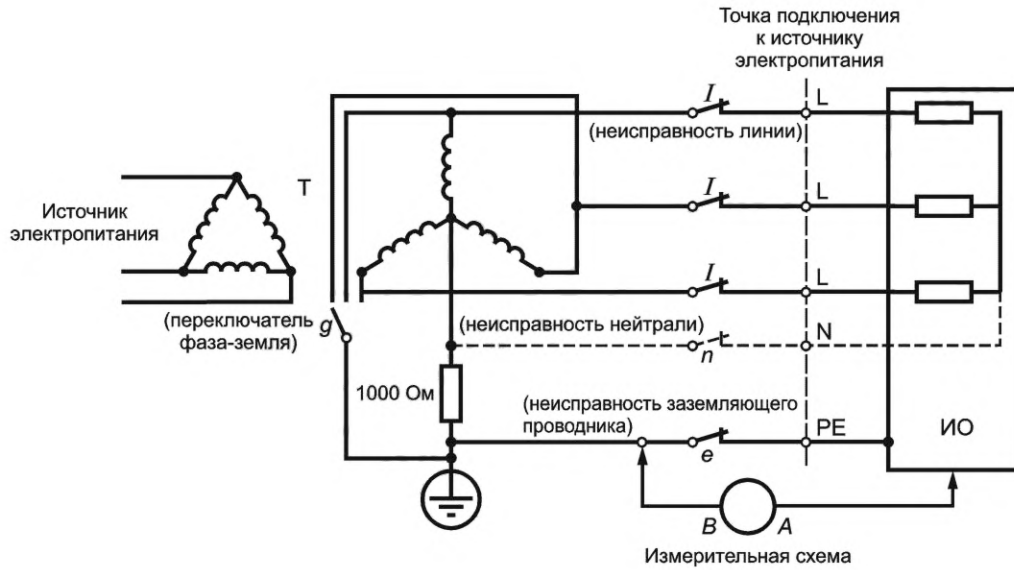 Точка подключения
к источнику
электропитания
I
L
(неисправность линии)
T
Источник
электропитания
I
L
I
L
(переключатель
фаза-земля)
g
(неисправность нейтрали)
n
N
1000 Ом
(неисправность заземляющего
проводника)
e
PE
ИО
B
A
Измерительная схема